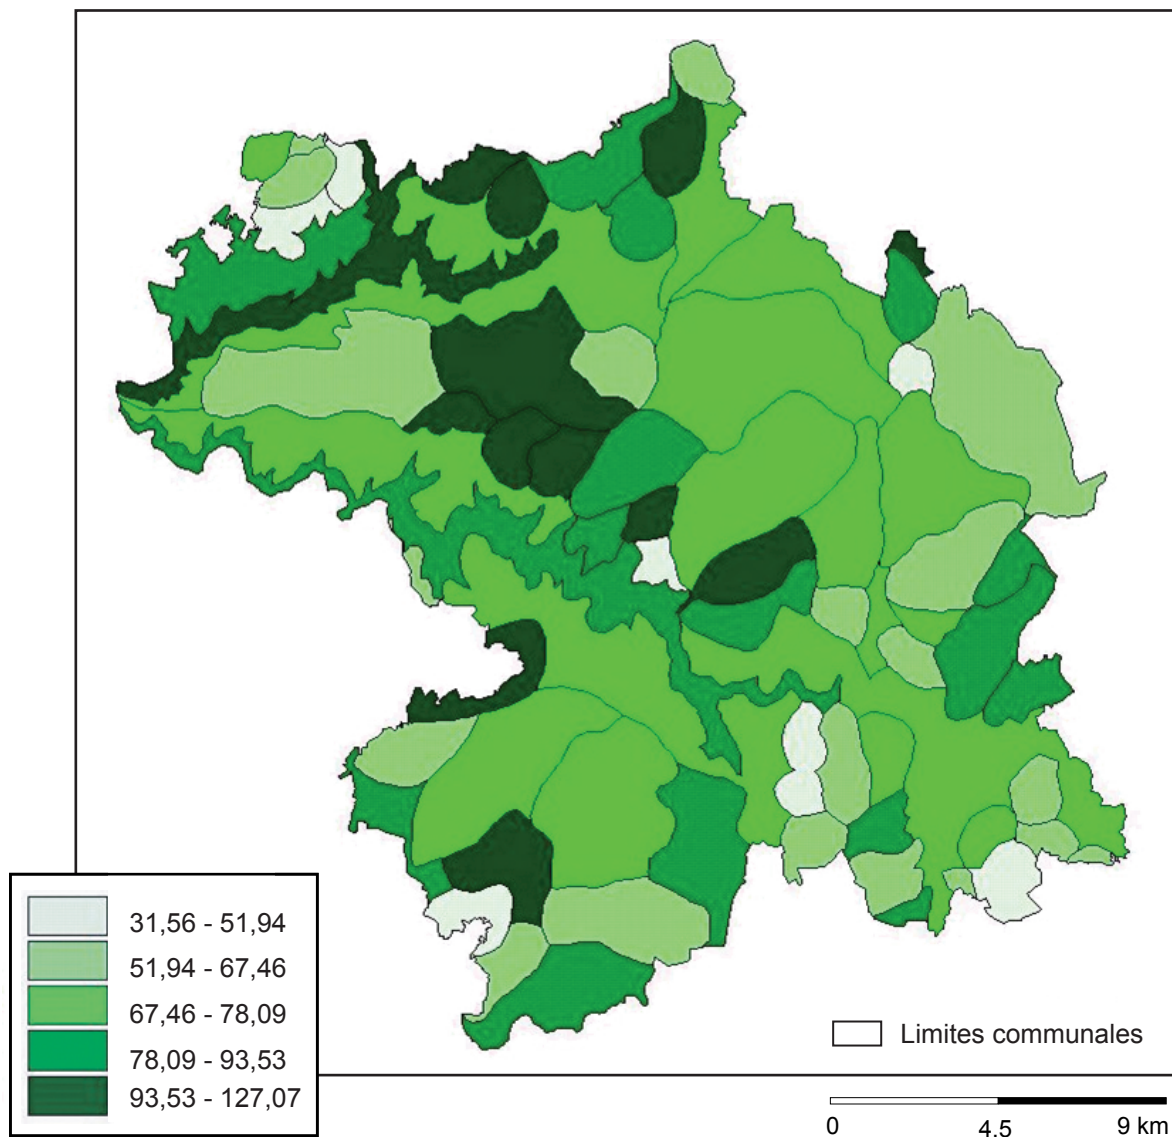 31,56 - 51,94
51,94 - 67,46
67,46 - 78,09
78,09 - 93,53
93,53 - 127,07
Limites communales
0 4.5 9 km